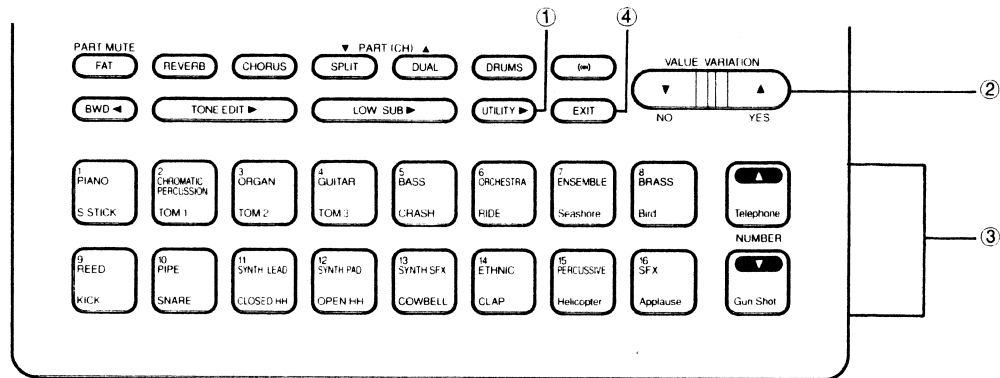 ① ④
PART MUTE ▼ PART (CH) ▲
FAT REVERB CHORUS SPLIT DUAL DRUMS (∞) VALUE VARIATION
▼ ▲ ②
BWD ◄ TONE EDIT ► LOW SUB ► UTILITY ► EXIT
NO YES
1 2 3 4 5 6 7 8
PIANO CHROMATIC PERCUSSION ORGAN GUITAR BASS ORCHESTRA ENSEMBLE BRASS ▲
S STICK TOM 1 TOM 2 TOM 3 CRASH RIDE Seashore Bird Telephone
NUMBER ③
9 10 11 12 13 14 15 16
REED PIPE SYNTH LEAD SYNTH PAD SYNTH SFX ETHNIC PERCUSSIVE SFX ▼
KICK SNARE CLOSED HH OPEN HH COWBELL CLAP Helicopter Applause Gun Shot